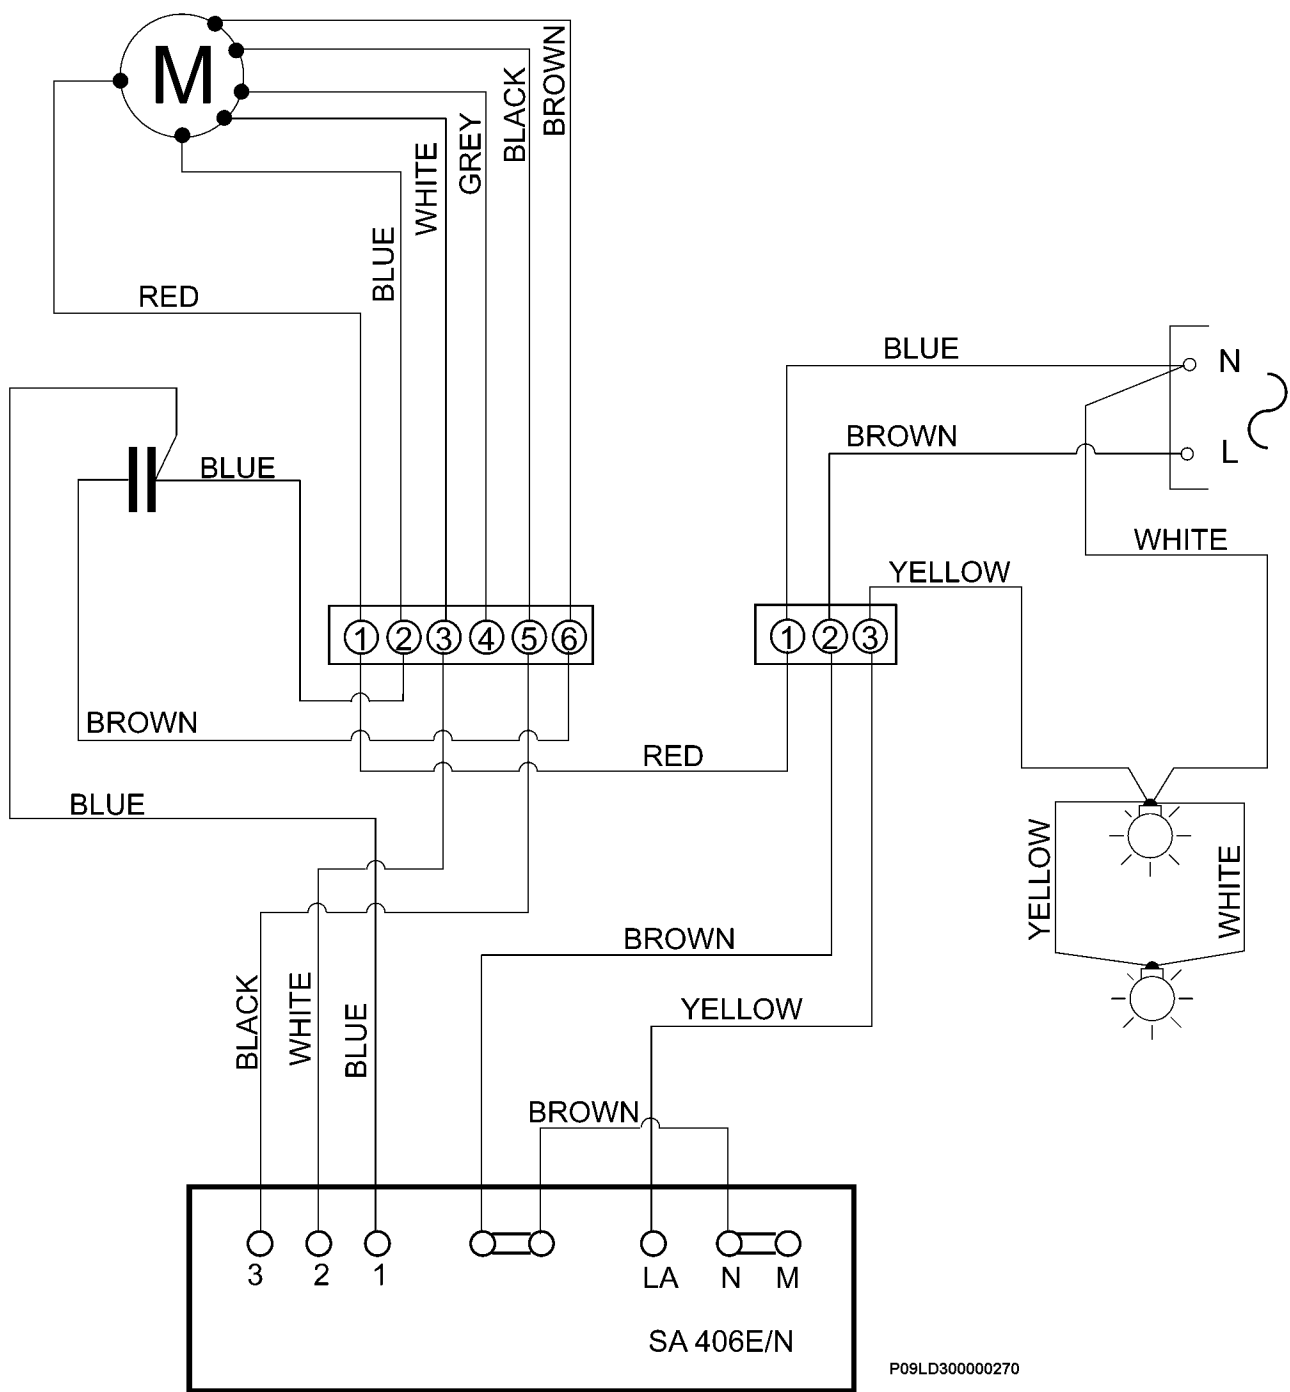 M
BROWN
BLACK
GREY
WHITE
BLUE
RED
BLUE
N
BROWN
L
BLUE
WHITE
YELLOW
1 2 3 4 5 6
1 2 3
BROWN
RED
BLUE
YELLOW
WHITE
BROWN
BLACK
WHITE
BLUE
YELLOW
BROWN
3 2 1 LA N M
SA 406E/N
P09LD300000270